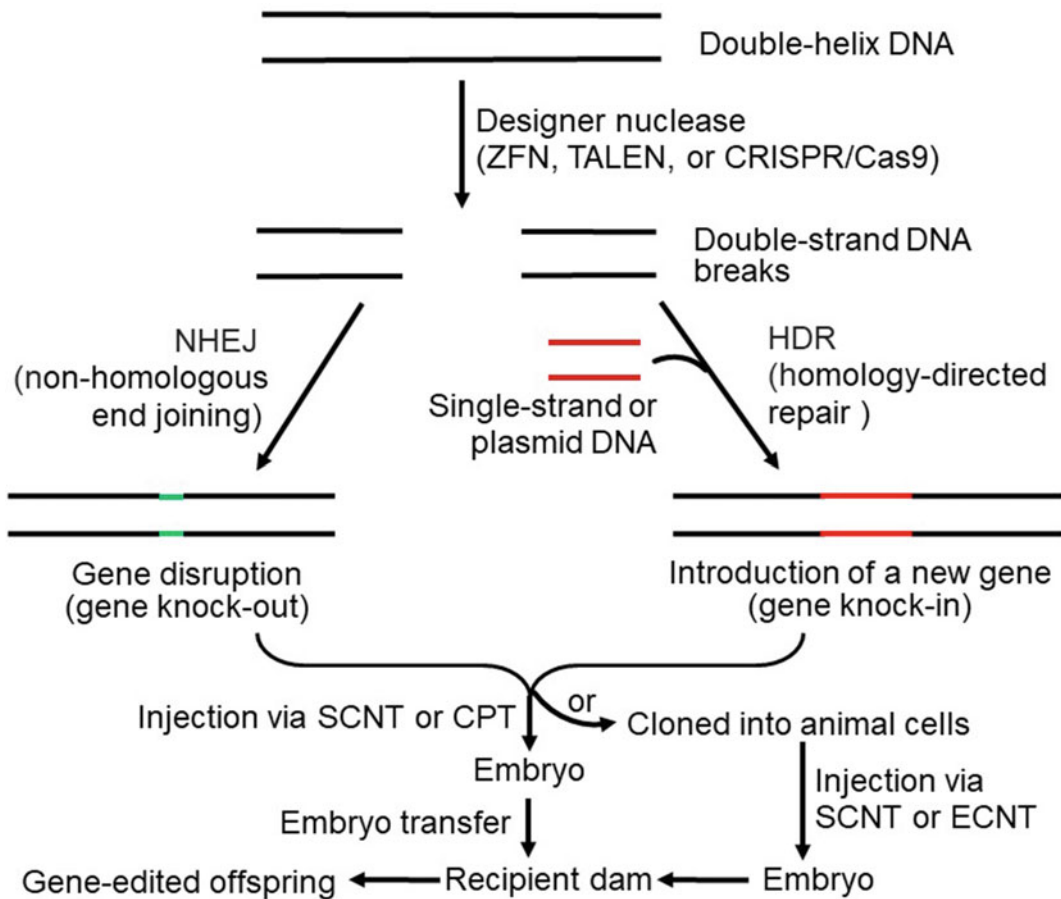 Double-helix DNA
Designer nuclease
(ZFN, TALEN, or CRISPR/Cas9)
Double-strand DNA
breaks
NHEJ
(non-homologous
end joining)
Single-strand or
plasmid DNA
HDR
(homology-directed
repair )
Gene disruption
(gene knock-out)
Introduction of a new gene
(gene knock-in)
Injection via SCNT or CPT
or
Cloned into animal cells
Embryo
Injection via
SCNT or ECNT
Embryo transfer
Gene-edited offspring
Recipient dam
Embryo